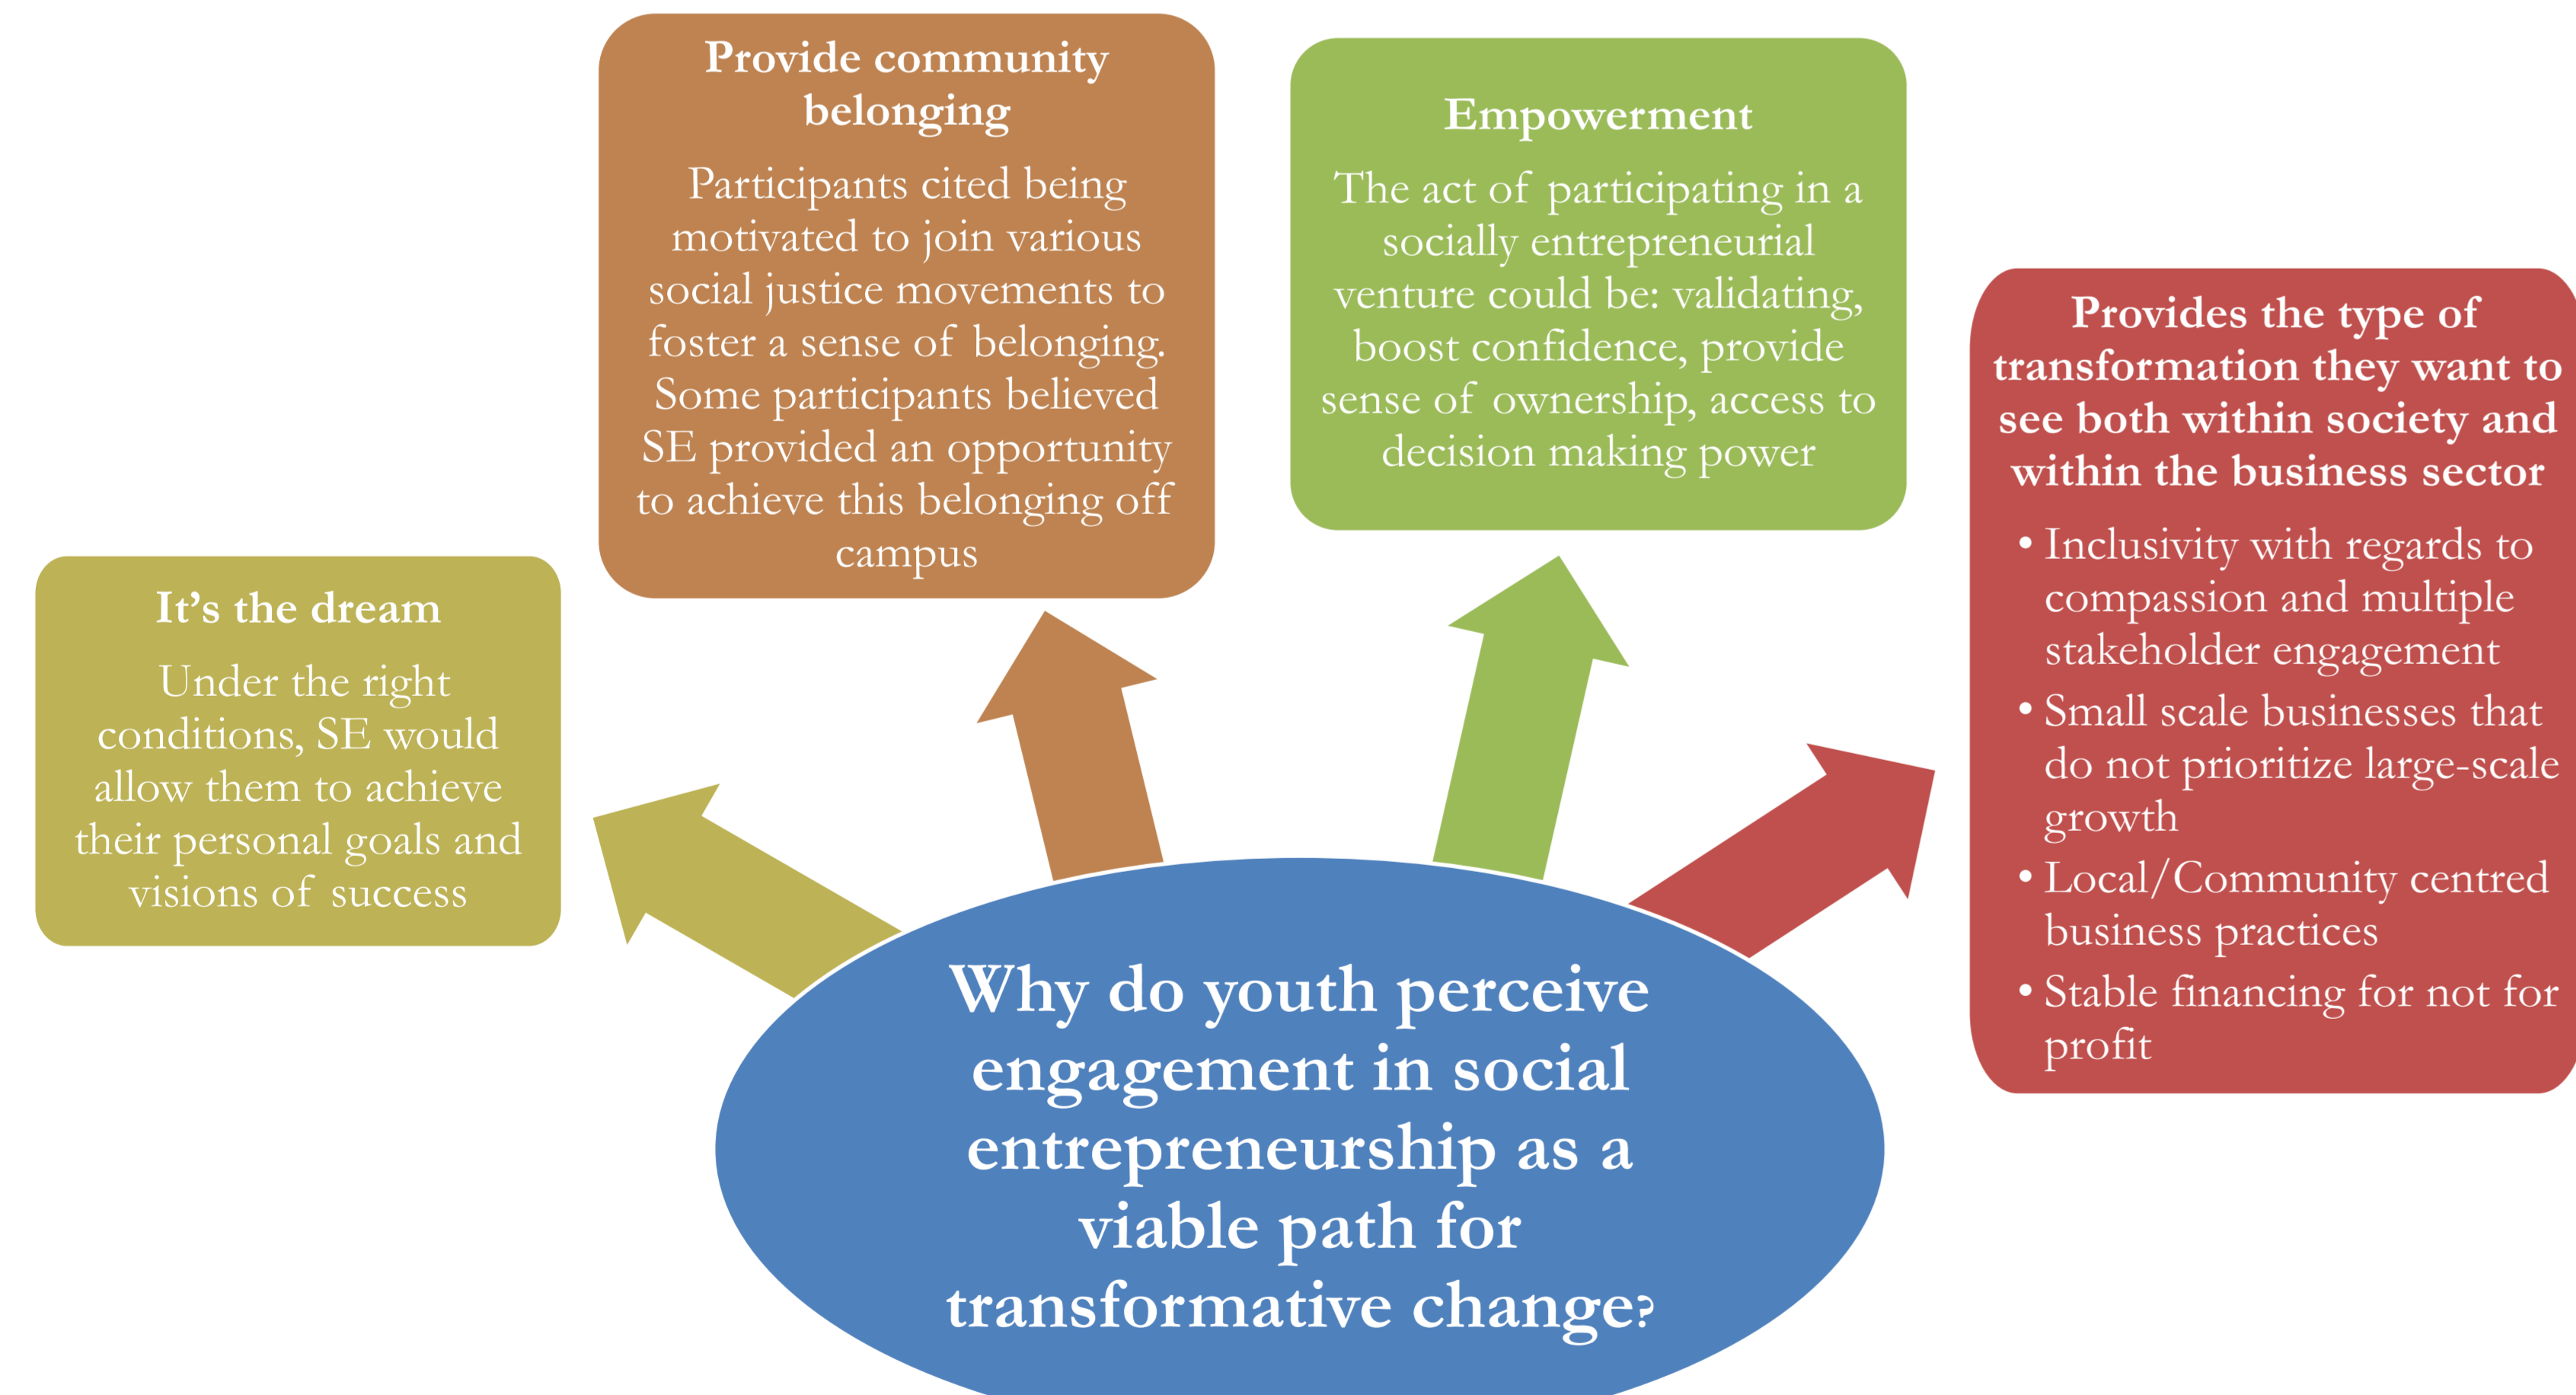 Provide community
belonging
Participants cited being
motivated to join various
social justice movements to
foster a sense of belonging.
Some participants believed
SE provided an opportunity
to achieve this belonging off
campus
Empowerment
The act of participating in a
socially entrepreneurial
venture could be: validating,
boost confidence, provide
sense of ownership, access to
decision making power
Provides the type of
transformation they want to
see both within society and
within the business sector
• Inclusivity with regards to
compassion and multiple
stakeholder engagement
• Small scale businesses that
do not prioritize large-scale
growth
• Local/Community centred
business practices
• Stable financing for not for
profit
It’s the dream
Under the right
conditions, SE would
allow them to achieve
their personal goals and
visions of success
Why do youth perceive
engagement in social
entrepreneurship as a
viable path for
transformative change?